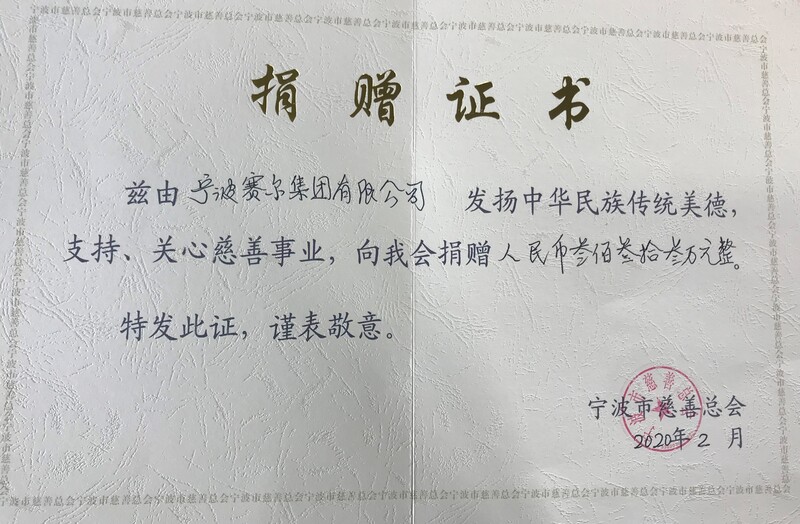 捐赠证书
兹由宁波赛尔集团有限公司 发扬中华民族传统美德,
支持、关心慈善事业,向我会捐赠人民币叁佰叁拾叁万元整。
特发此证,谨表敬意。
宁波市慈善总会
2020年2月